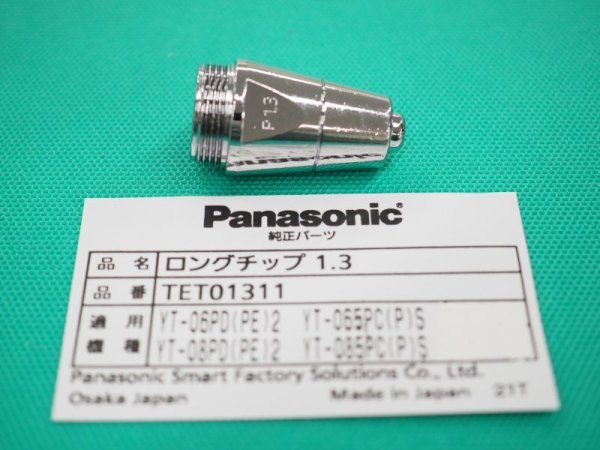 P 1.3
Panasonic®
純正パーツ
品名 ロングチップ 1.3
品番 TET01311
適用 YT-06PD(PE)2 YT-065PC(P)S
機種 YT-08PD(PE)2 YT-085PC(P)S
Panasonic Smart Factory Solutions Co., Ltd.
Osaka Japan Made in Japan 21T